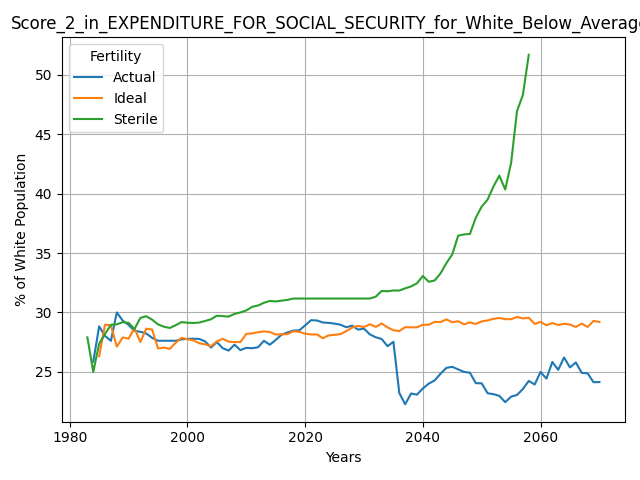 Score_2_in_EXPENDITURE_FOR_SOCIAL_SECURITY_for_White_Below_Average
Fertility
Actual
Ideal
Sterile
% of White Population
50
45
40
35
30
25
1980
2000
2020
2040
2060
Years